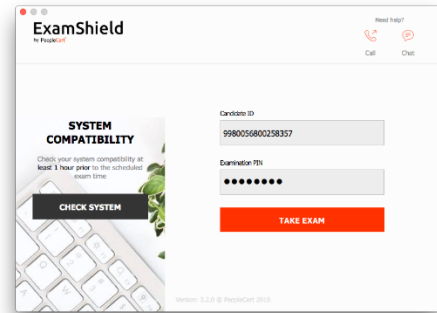 ExamShield
by PeopleCert
Need help?
Call
Chat
SYSTEM
COMPATIBILITY
Check your system compatibility at
least 1 hour prior to the scheduled
exam time
CHECK SYSTEM
Candidate ID
9980056800258357
Examination PIN
●●●●●●●●
TAKE EXAM
Version: 3.2.0 © PeopleCert 2018